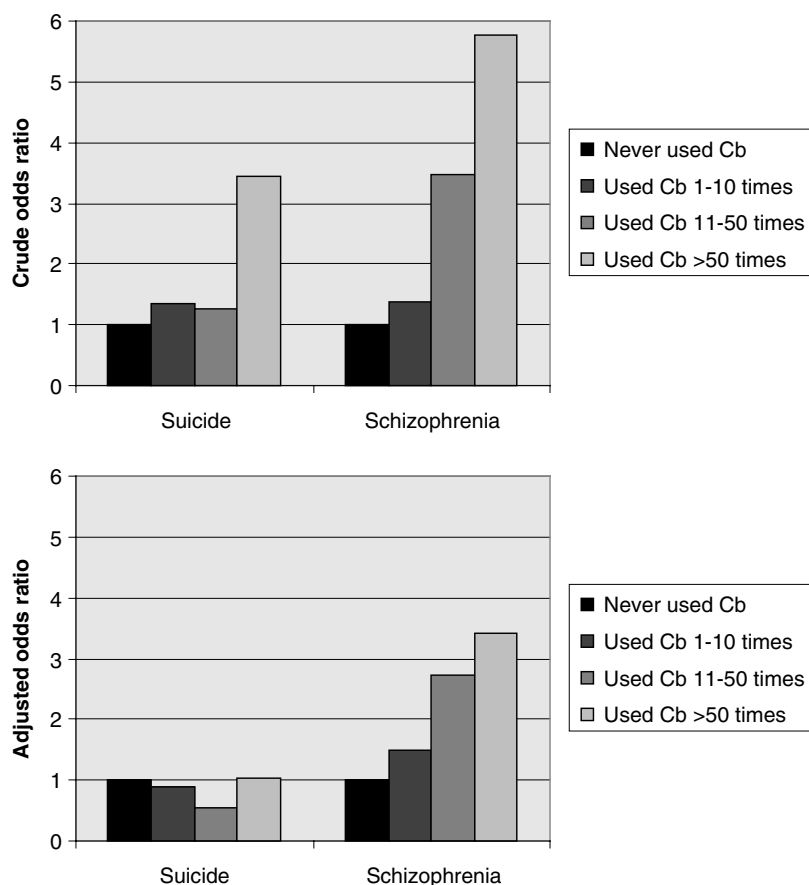 Crude odds ratio
6
5
4
3
2
1
0
Suicide Schizophrenia
Never used Cb
Used Cb 1-10 times
Used Cb 11-50 times
Used Cb >50 times
Adjusted odds ratio
6
5
4
3
2
1
0
Suicide Schizophrenia
Never used Cb
Used Cb 1-10 times
Used Cb 11-50 times
Used Cb >50 times